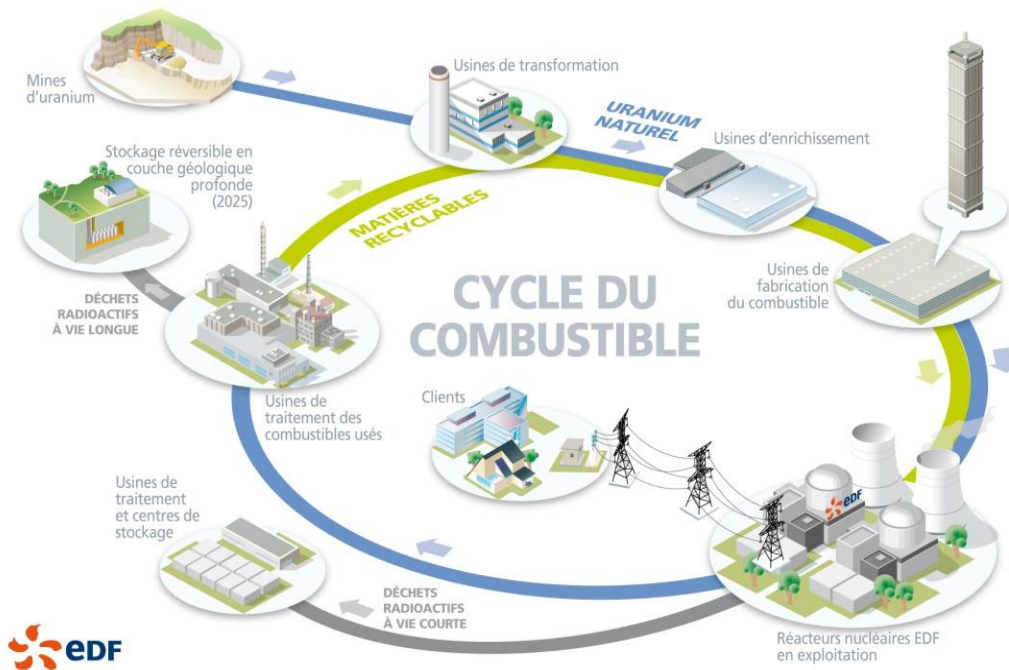 Mines
d'uranium
Usines de transformation
URANIUM
NATUREL
Usines d'enrichissement
Stockage réversible en
couche géologique
profonde
(2025)
MATIÈRES
RECYCLABLES
Usines de
fabrication
du combustible
DÉCHETS
RADIOACTIFS
À VIE LONGUE
CYCLE DU
COMBUSTIBLE
Usines de
traitement des
combustibles usés
Clients
Usines de
traitement
et centres de
stockage
eDF
DÉCHETS
RADIOACTIFS
À VIE COURTE
Réacteurs nucléaires EDF
en exploitation
eDF